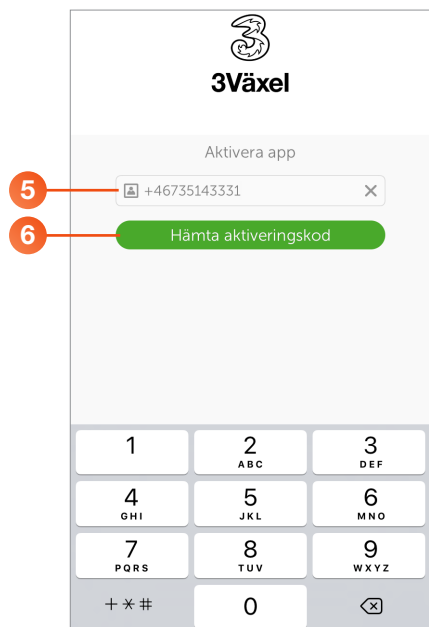 3
3Växel
Aktivera app
5 +46735143331
6 Hämta aktiveringskod
1 2 3
ABC DEF
4 5 6
GHI JKL MNO
7 8 9
PQRS TUV WXYZ
+*# 0